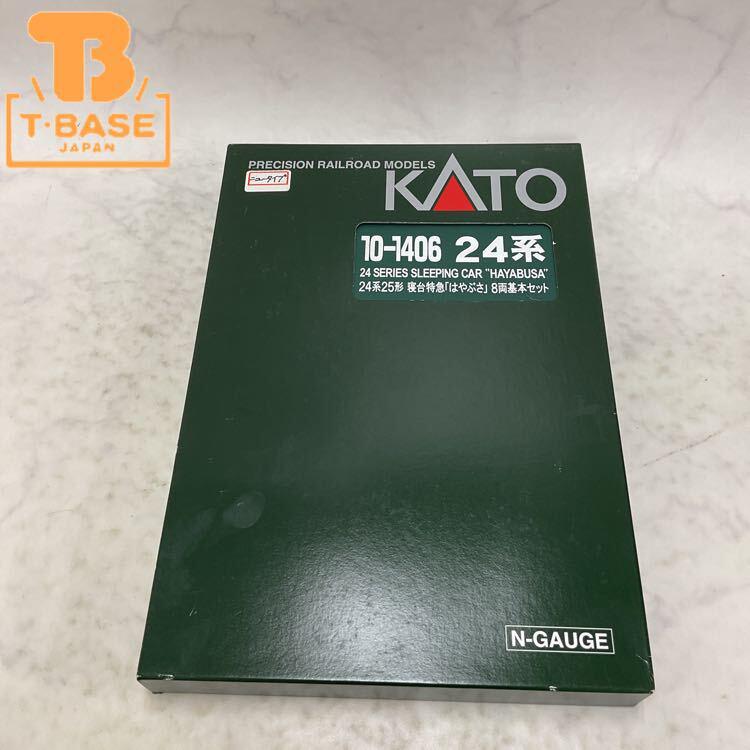 T-BASE
JAPAN
PRECISION RAILROAD MODELS
KATO
ニュータイプ
10-1406 24系
24 SERIES SLEEPING CAR "HAYABUSA"
24系25形 寝台特急「はやぶさ」 8両基本セット
N-GAUGE